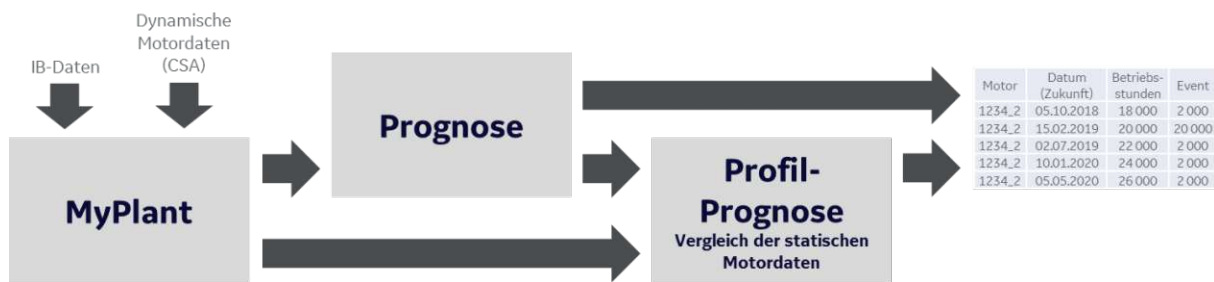 Dynamische
Motordaten
(CSA)
IB-Daten
MyPlant
Prognose
Profil-
Prognose
Vergleich der statischen
Motordaten
Motor Datum (Zukunft) Betriebs-stunden Event
1234_2 05.10.2018 18 000 2 000
1234_2 15.02.2019 20 000 20 000
1234_2 02.07.2019 22 000 2 000
1234_2 10.01.2020 24 000 2 000
1234_2 05.05.2020 26 000 2 000